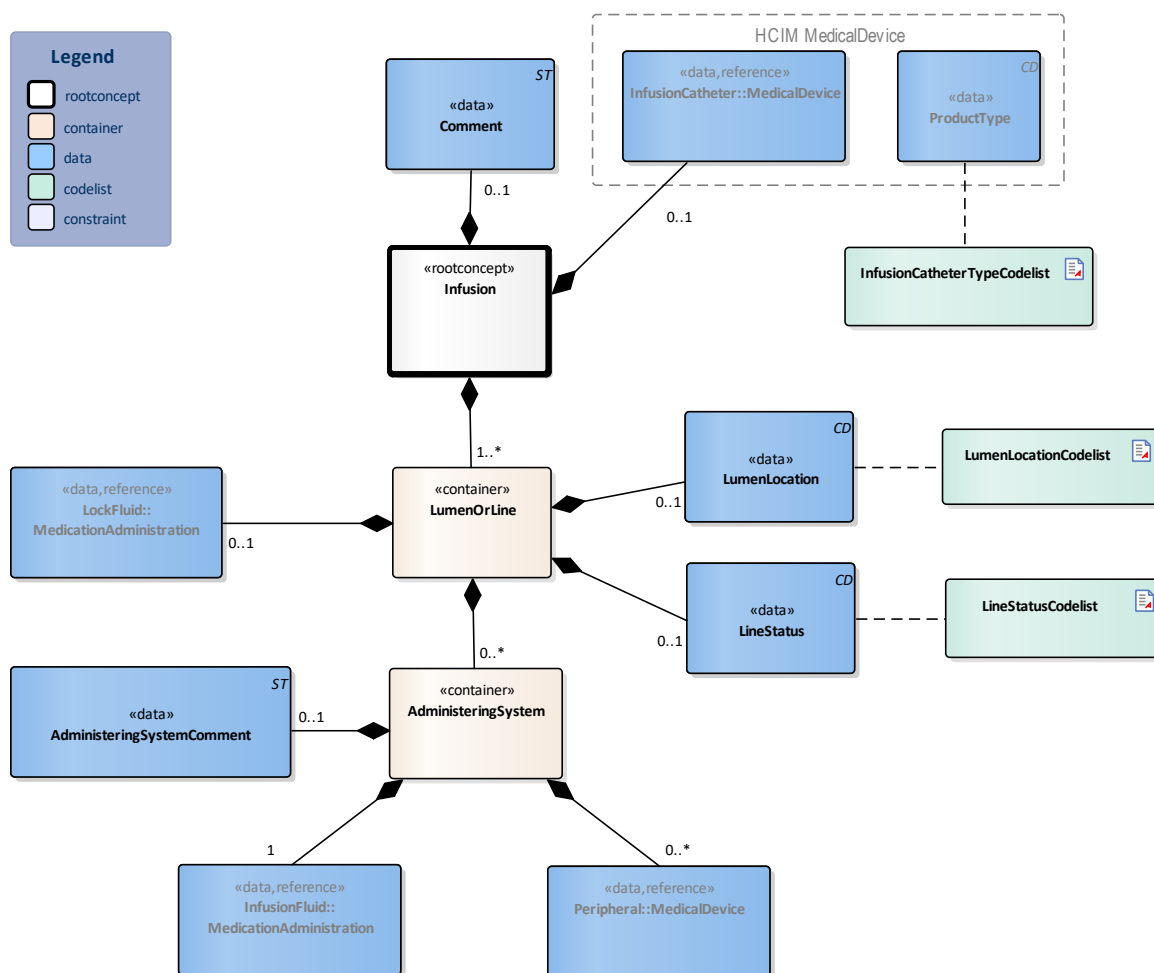 Legend
rootconcept
container
data
codelist
constraint
HCIM MedicalDevice
ST
«data»
Comment
«data,reference»
InfusionCatheter::MedicalDevice
CD
«data»
ProductType
0..1
0..1
«rootconcept»
Infusion
InfusionCatheterTypeCodelist
1..*
CD
«data»
LumenLocation
LumenLocationCodelist
«data,reference»
LockFluid::
MedicationAdministration
«container»
LumenOrLine
0..1
0..1
CD
«data»
LineStatus
LineStatusCodelist
0..1
0..*
ST
«data»
AdministeringSystemComment
0..1
«container»
AdministeringSystem
1
0..*
«data,reference»
InfusionFluid::
MedicationAdministration
«data,reference»
Peripheral::MedicalDevice